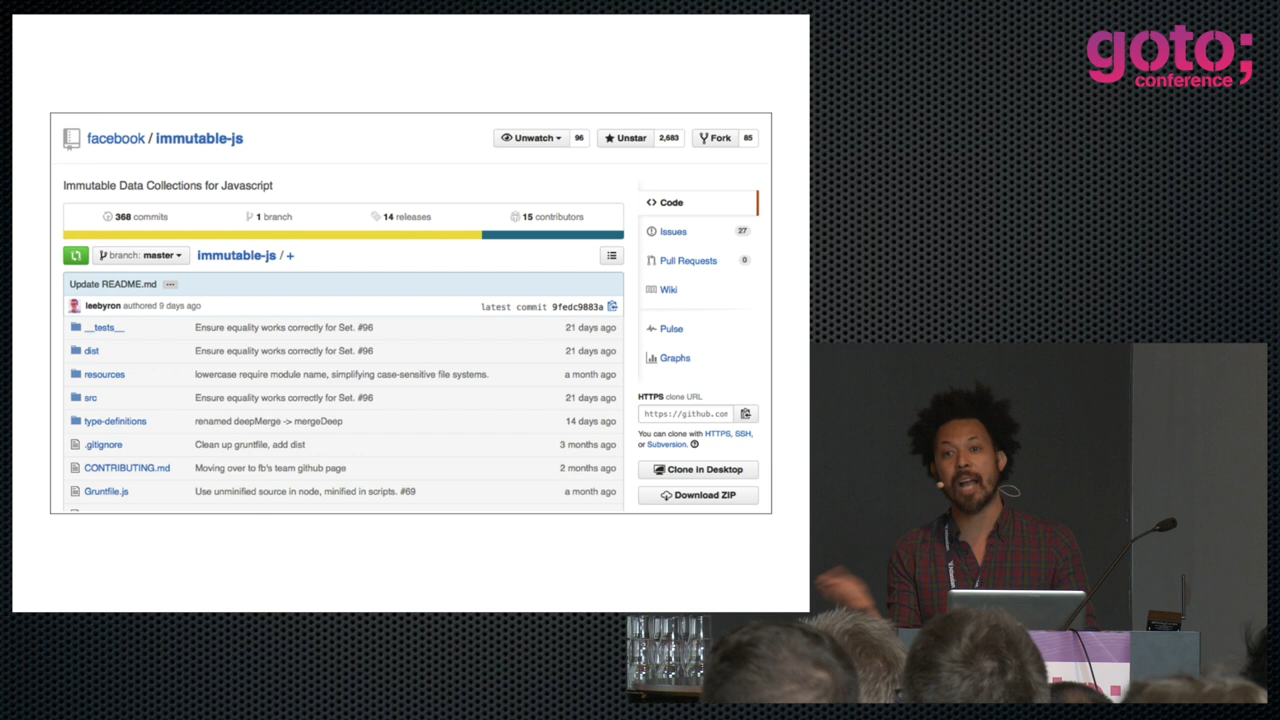 goto;
conference
facebook / immutable-js
Unwatch 96 Unstar 2,683 Fork 85
Immutable Data Collections for Javascript
368 commits 1 branch 14 releases 15 contributors
branch: master immutable-js / +
Update README.md ...
leebyron authored 9 days ago latest commit 9fedc9883a
__tests__ Ensure equality works correctly for Set. #96 21 days ago
dist Ensure equality works correctly for Set. #96 21 days ago
resources lowercase require module name, simplifying case-sensitive file systems. a month ago
src Ensure equality works correctly for Set. #96 21 days ago
type-definitions renamed deepMerge -> mergeDeep 14 days ago
.gitignore Clean up gruntfile, add dist 3 months ago
CONTRIBUTING.md Moving over to fb's team github page 2 months ago
Gruntfile.js Use unminified source in node, minified in scripts. #69 a month ago
<> Code
Issues 27
Pull Requests 0
Wiki
Pulse
Graphs
HTTPS clone URL
https://github.com
You can clone with HTTPS, SSH,
or Subversion.
Clone in Desktop
Download ZIP